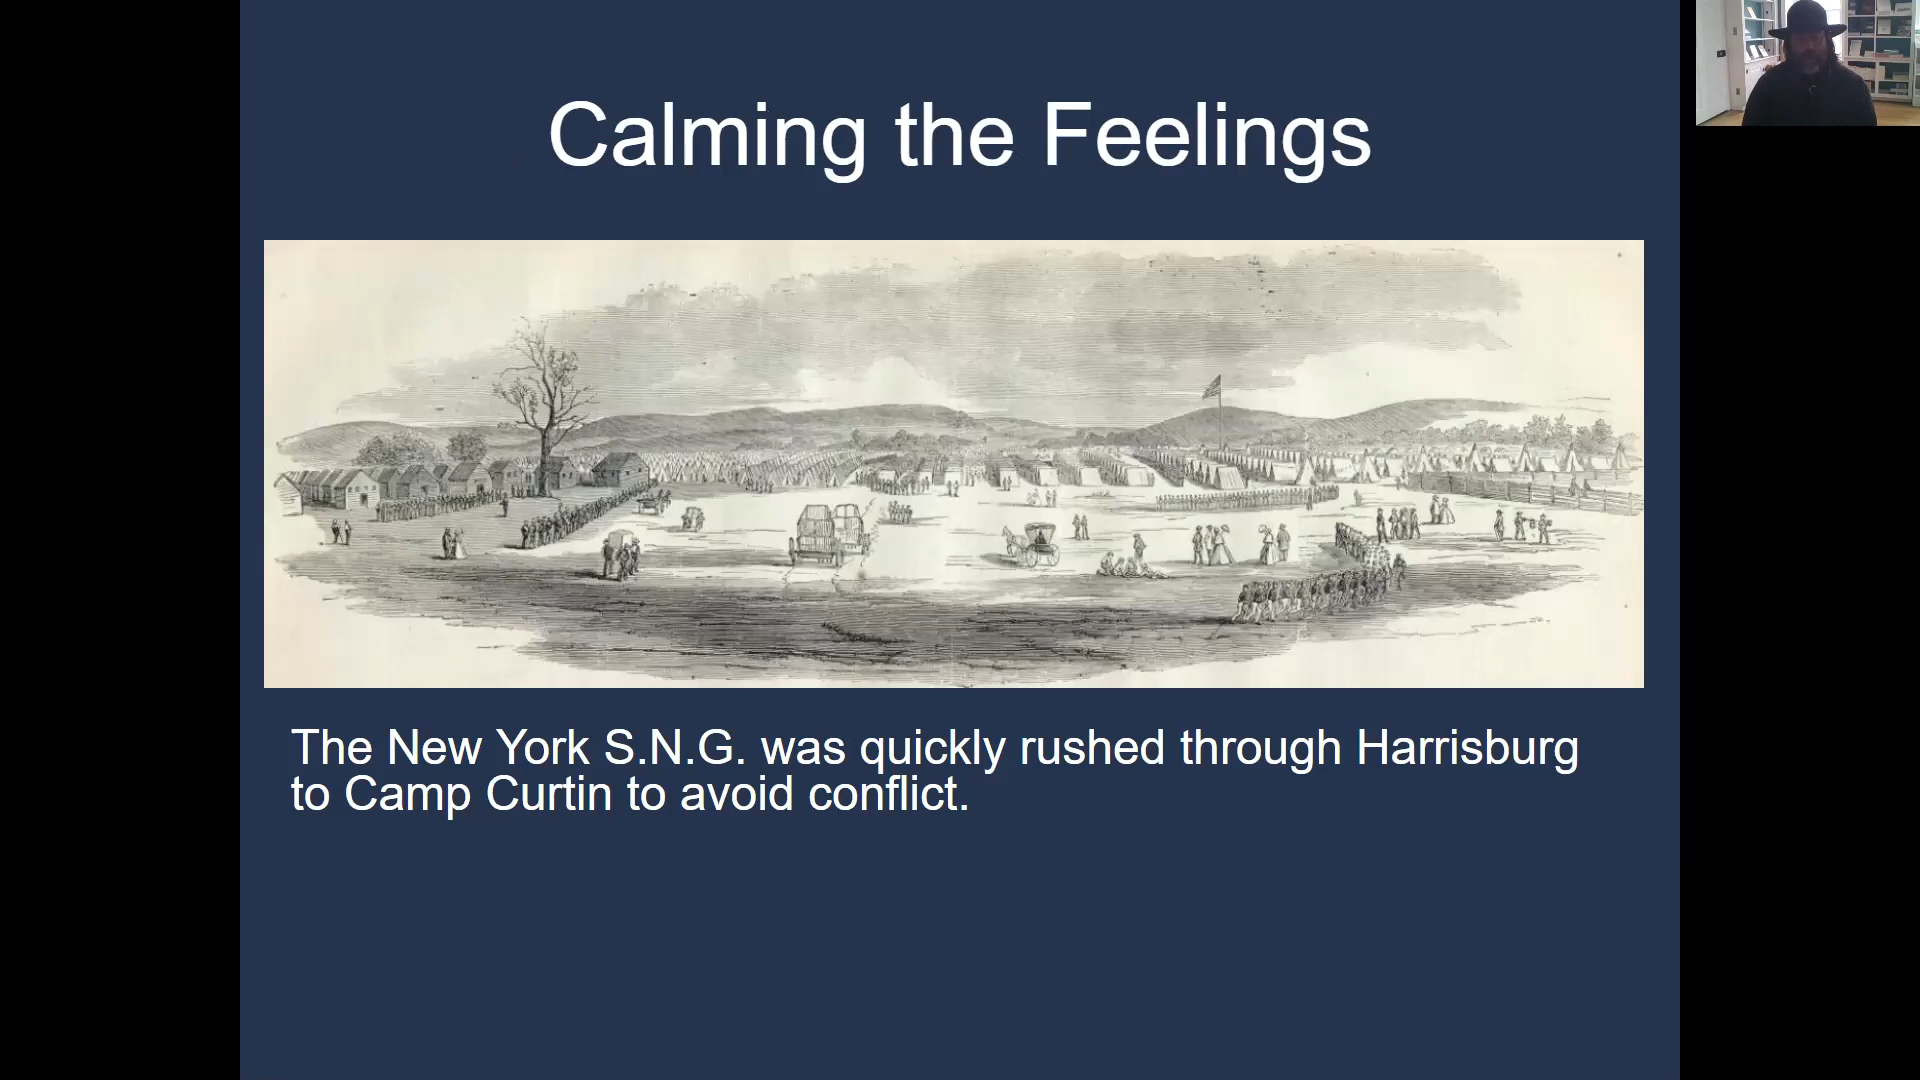 Calming the Feelings
The New York S.N.G. was quickly rushed through Harrisburg
to Camp Curtin to avoid conflict.